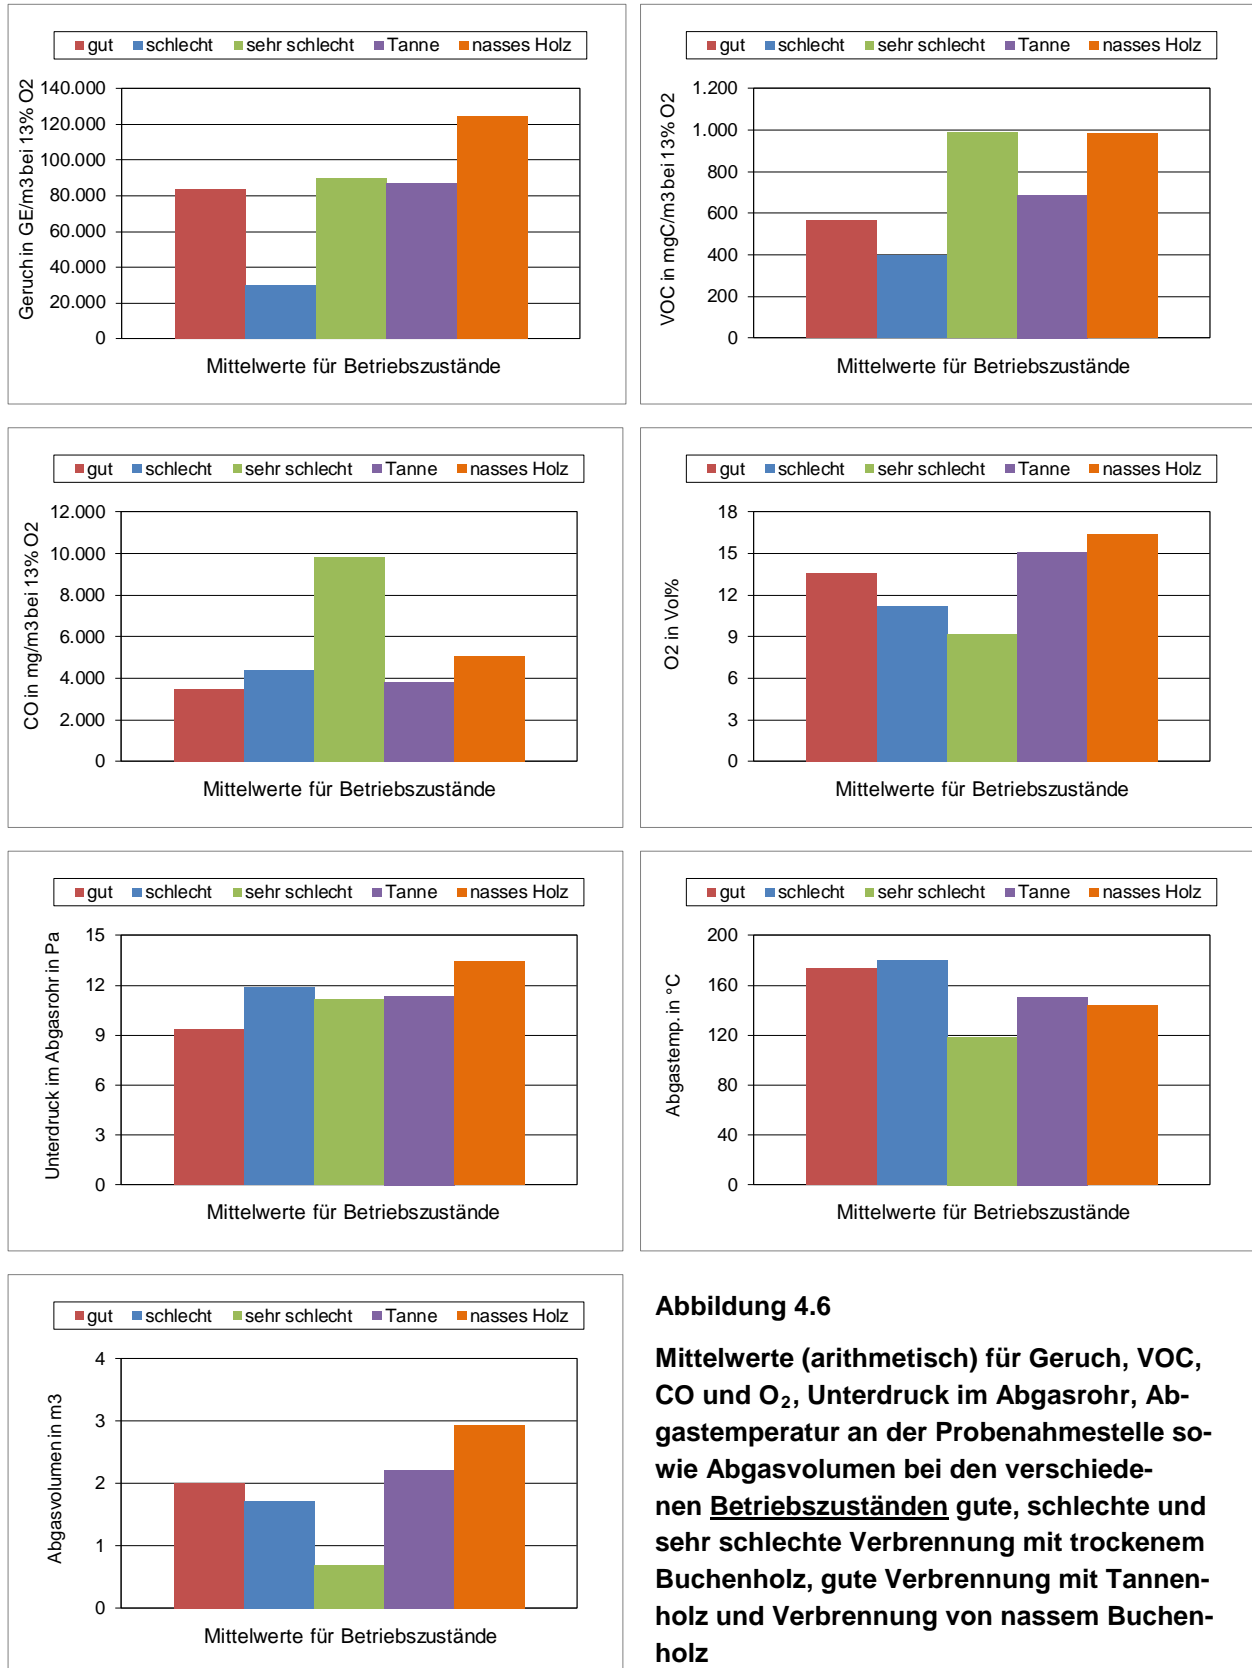 gut schlecht sehr schlecht Tanne nasses Holz
Geruch in GE/m3 bei 13% O2
140.000
120.000
100.000
80.000
60.000
40.000
20.000
0
Mittelwerte für Betriebszustände
gut schlecht sehr schlecht Tanne nasses Holz
VOC in mgC/m3 bei 13% O2
1.200
1.000
800
600
400
200
0
Mittelwerte für Betriebszustände
gut schlecht sehr schlecht Tanne nasses Holz
CO in mg/m3 bei 13% O2
12.000
10.000
8.000
6.000
4.000
2.000
0
Mittelwerte für Betriebszustände
gut schlecht sehr schlecht Tanne nasses Holz
O2 in Vol%
18
15
12
9
6
3
0
Mittelwerte für Betriebszustände
gut schlecht sehr schlecht Tanne nasses Holz
Unterdruck im Abgasrohr in Pa
15
12
9
6
3
0
Mittelwerte für Betriebszustände
gut schlecht sehr schlecht Tanne nasses Holz
Abgastemp. in °C
200
160
120
80
40
0
Mittelwerte für Betriebszustände
gut schlecht sehr schlecht Tanne nasses Holz
Abgasvolumen in m3
4
3
2
1
0
Mittelwerte für Betriebszustände
Abbildung 4.6
Mittelwerte (arithmetisch) für Geruch, VOC,
CO und O₂, Unterdruck im Abgasrohr, Ab-
gastemperatur an der Probenahmestelle so-
wie Abgasvolumen bei den verschiede-
nen Betriebszuständen gute, schlechte und
sehr schlechte Verbrennung mit trockenem
Buchenholz, gute Verbrennung mit Tannen-
holz und Verbrennung von nassem Buchen-
holz